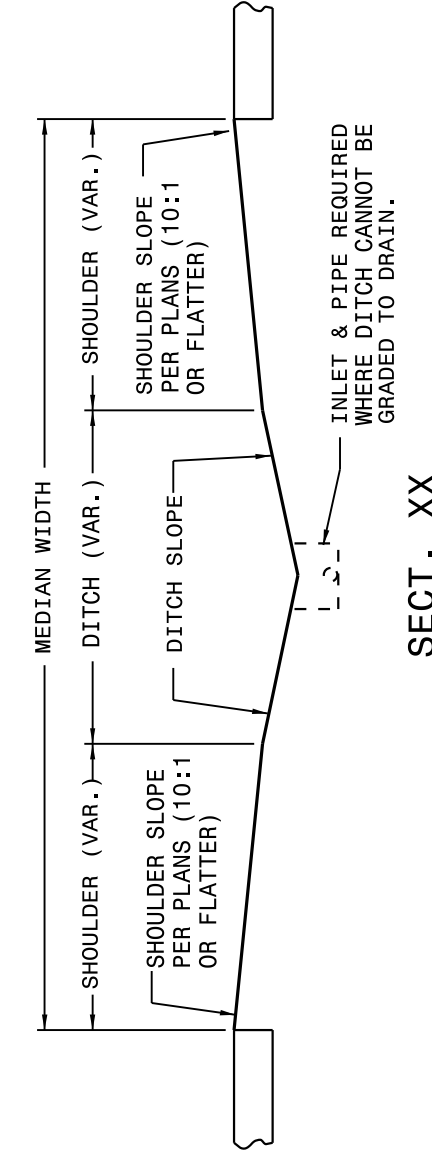 MEDIAN WIDTH
SHOULDER (VAR.)
DITCH (VAR.)
SHOULDER (VAR.)
SHOULDER SLOPE
PER PLANS (10:1
OR FLATTER)
DITCH SLOPE
SHOULDER SLOPE
PER PLANS (10:1
OR FLATTER)
INLET & PIPE REQUIRED
WHERE DITCH CANNOT BE
GRADED TO DRAIN.
SECT. XX